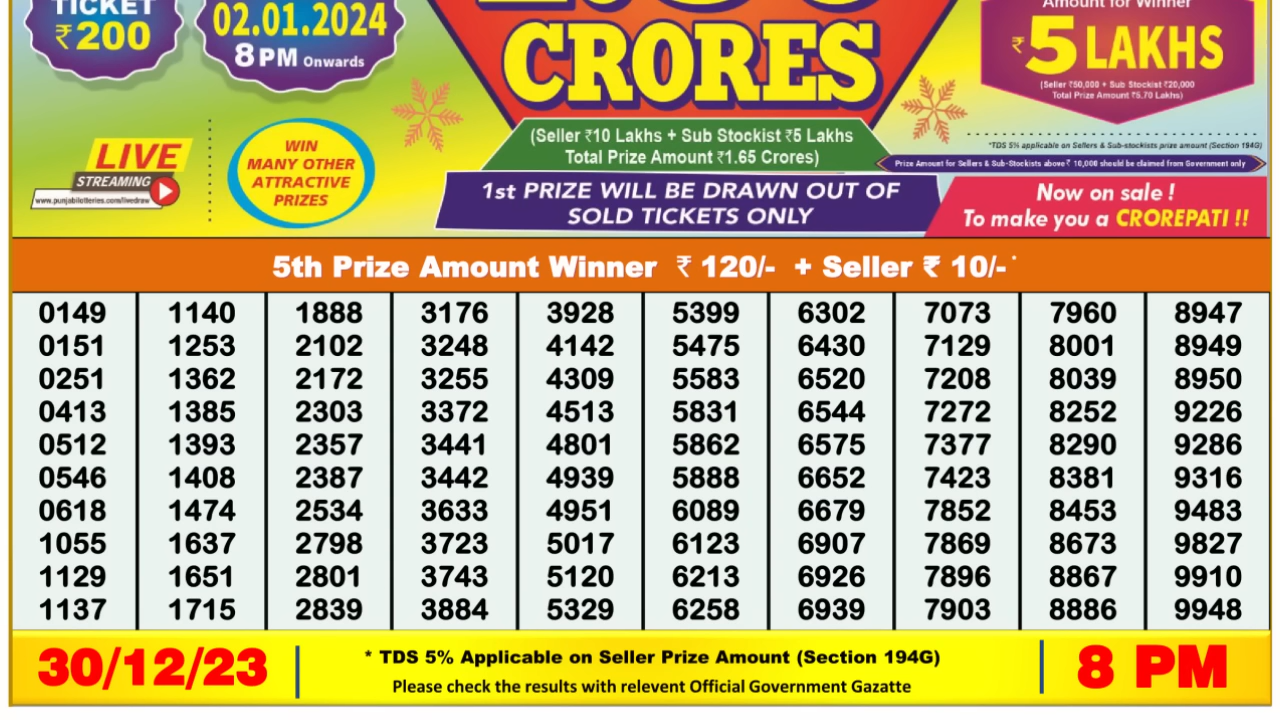 TICKET
₹200
02.01.2024
8 PM Onwards
CRORES
Amount for Winner
₹5 LAKHS
(Seller ₹50,000 + Sub Stockist ₹20,000
Total Prize Amount ₹5.70 Lakhs)
(Seller ₹10 Lakhs + Sub Stockist ₹5 Lakhs
Total Prize Amount ₹1.65 Crores)
*TDS 5% applicable on Sellers & Sub-stockists prize amount (Section 194G)
Prize Amount for Sellers & Sub-Stockists above ₹ 10,000 should be claimed from Government only
LIVE
STREAMING
www.punjablotteries.com/livedraw
WIN
MANY OTHER
ATTRACTIVE
PRIZES
1st PRIZE WILL BE DRAWN OUT OF
SOLD TICKETS ONLY
Now on sale !
To make you a CROREPATI !!
5th Prize Amount Winner ₹ 120/- + Seller ₹ 10/- *
0149 1140 1888 3176 3928 5399 6302 7073 7960 8947
0151 1253 2102 3248 4142 5475 6430 7129 8001 8949
0251 1362 2172 3255 4309 5583 6520 7208 8039 8950
0413 1385 2303 3372 4513 5831 6544 7272 8252 9226
0512 1393 2357 3441 4801 5862 6575 7377 8290 9286
0546 1408 2387 3442 4939 5888 6652 7423 8381 9316
0618 1474 2534 3633 4951 6089 6679 7852 8453 9483
1055 1637 2798 3723 5017 6123 6907 7869 8673 9827
1129 1651 2801 3743 5120 6213 6926 7896 8867 9910
1137 1715 2839 3884 5329 6258 6939 7903 8886 9948
30/12/23
* TDS 5% Applicable on Seller Prize Amount (Section 194G)
Please check the results with relevent Official Government Gazatte
8 PM